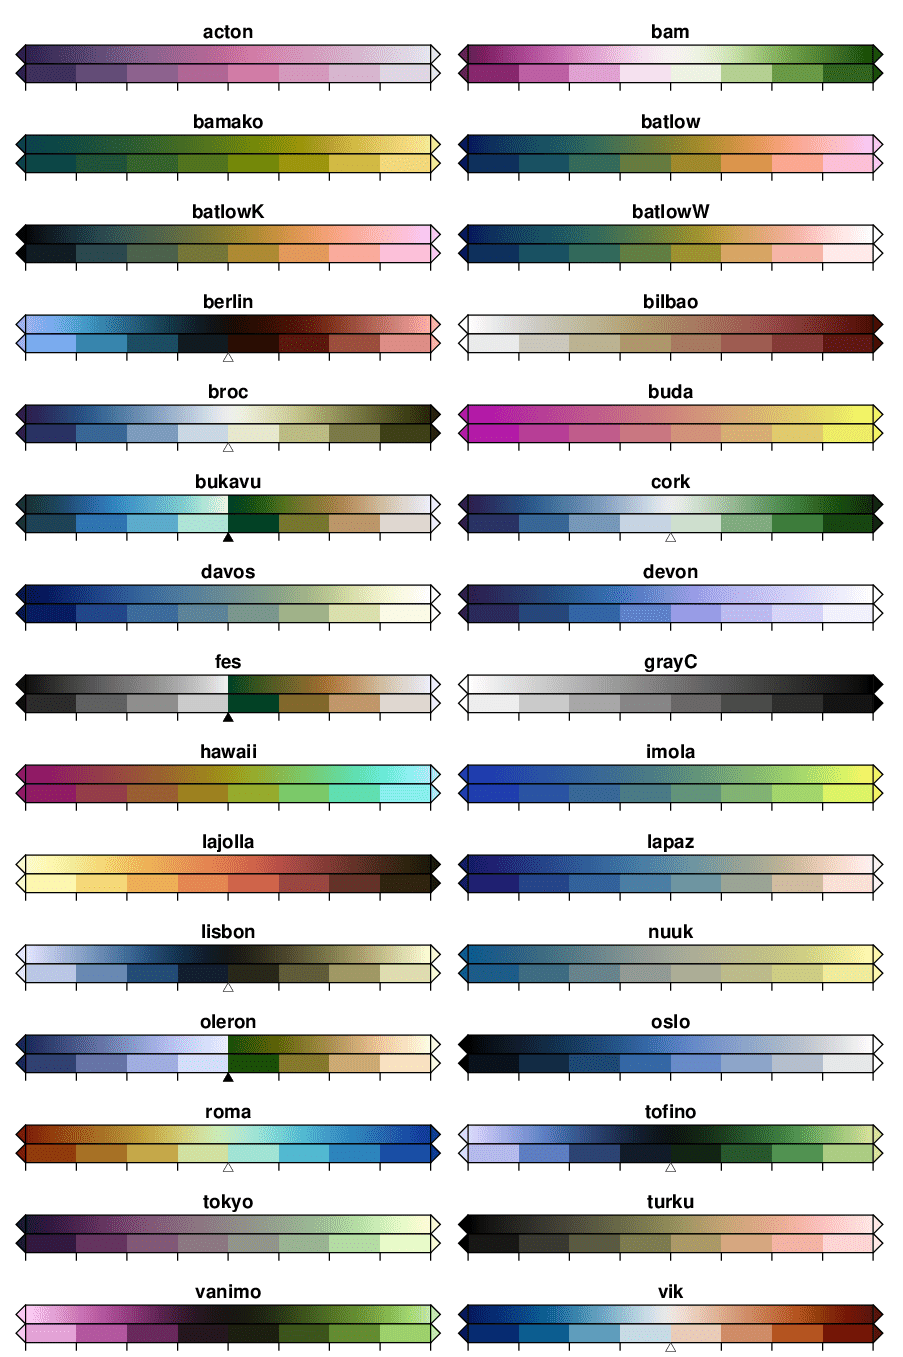 acton
bam
bamako
batlow
batlowK
batlowW
berlin
bilbao
broc
buda
bukavu
cork
davos
devon
fes
grayC
hawaii
imola
lajolla
lapaz
lisbon
nuuk
oleron
oslo
roma
tofino
tokyo
turku
vanimo
vik